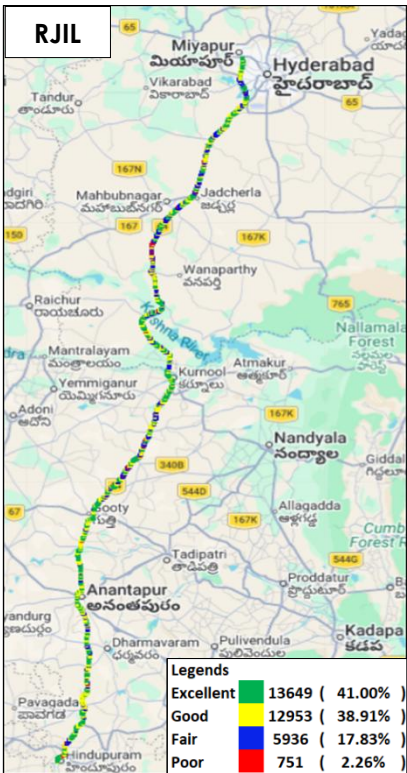 RJIL
65
Miyapur
మియాపూర్
Hyderabad
హైదరాబాద్
Vikarabad
వికారాబాద్
Tandur
తాండూరు
65
167N
Mahbubnagar
మహబూబ్‌నగర్
Jadcherla
జడ్చర్ల
167
167K
150
Wanaparthy
వనపర్తి
Raichur
ರಾಯಚೂರು
765
Krishna River
Nallamala
Forest
Mantralayam
మంత్రాలయం
Kurnool
కర్నూలు
Atmakur
ఆత్మకూర్
Yemmiganur
యెమ్మిగనూరు
Adoni
ఆదోని
167K
Nandyala
నంద్యాల
340B
544D
67
Gooty
గుత్తి
167K
Allagadda
ఆళ్లగడ్డ
544G
Tadipatri
తాడిపత్రి
Proddatur
ప్రొద్దుటూర్
Anantapur
అనంతపురం
Kadapa
కడప
Dharmavaram
ధర్మవరం
Pulivendula
పులివెందుల
Pavagada
ಪಾವಗಡ
Hindupuram
హిందూపురం
Legends
Excellent 13649 ( 41.00% )
Good 12953 ( 38.91% )
Fair 5936 ( 17.83% )
Poor 751 ( 2.26% )